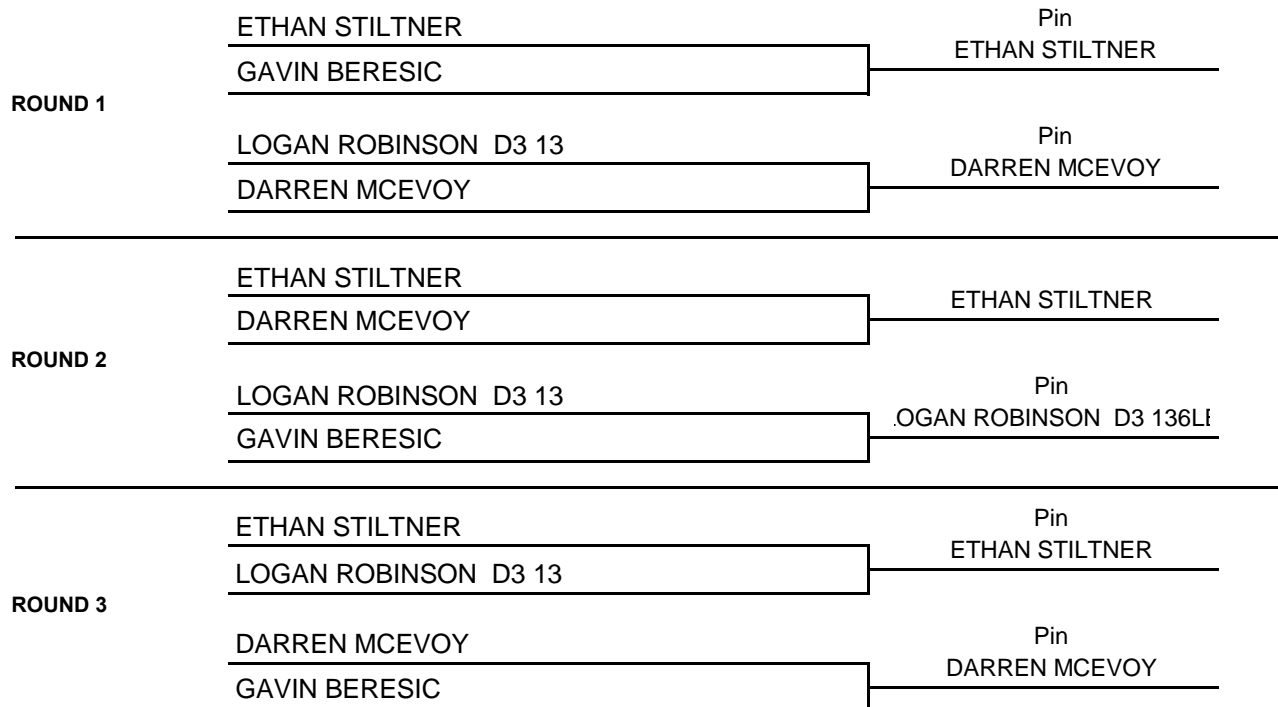 ETHAN STILTNER
Pin
ETHAN STILTNER
GAVIN BERESIC
ROUND 1
LOGAN ROBINSON D3 13
Pin
DARREN MCEVOY
DARREN MCEVOY
ETHAN STILTNER
ETHAN STILTNER
DARREN MCEVOY
ROUND 2
LOGAN ROBINSON D3 13
Pin
OGAN ROBINSON D3 136L
GAVIN BERESIC
ETHAN STILTNER
Pin
ETHAN STILTNER
LOGAN ROBINSON D3 13
ROUND 3
DARREN MCEVOY
Pin
DARREN MCEVOY
GAVIN BERESIC